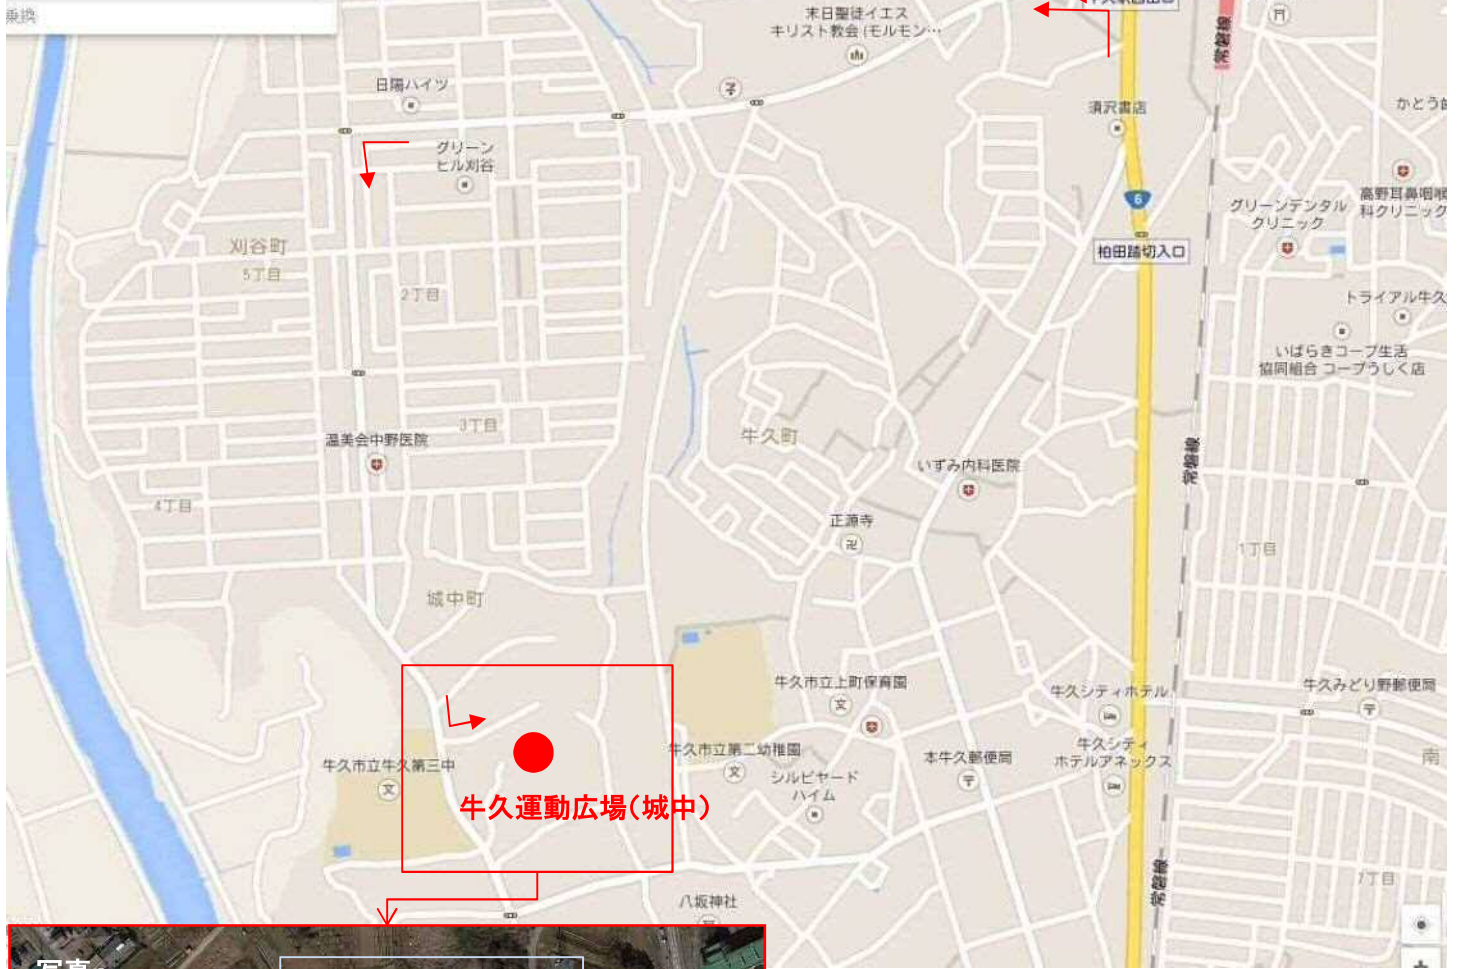 乗換
末日聖徒イエス
キリスト教会 (モルモン…
常磐線
日陽ハイツ
須沢書店
かとう
グリーン
ヒル刈谷
6
高野耳鼻咽喉
科クリニック
グリーンデンタル
クリニック
刈谷町
5丁目
柏田踏切入口
2丁目
トライアル牛久
いばらきコープ生活
協同組合 コープうしく店
3丁目
温美会中野医院
牛久町
いずみ内科医院
常磐線
4丁目
正源寺
1丁目
城中町
牛久市立上町保育園
文
牛久シティホテル
牛久みどり野郵便局
〒
牛久市立牛久第三中
文
牛久市立第二幼稚園
文
シルビヤード
ハイム
本牛久郵便局
〒
牛久シティ
ホテルアネックス
南
牛久運動広場(城中)
常磐線
7丁目
八坂神社
写真